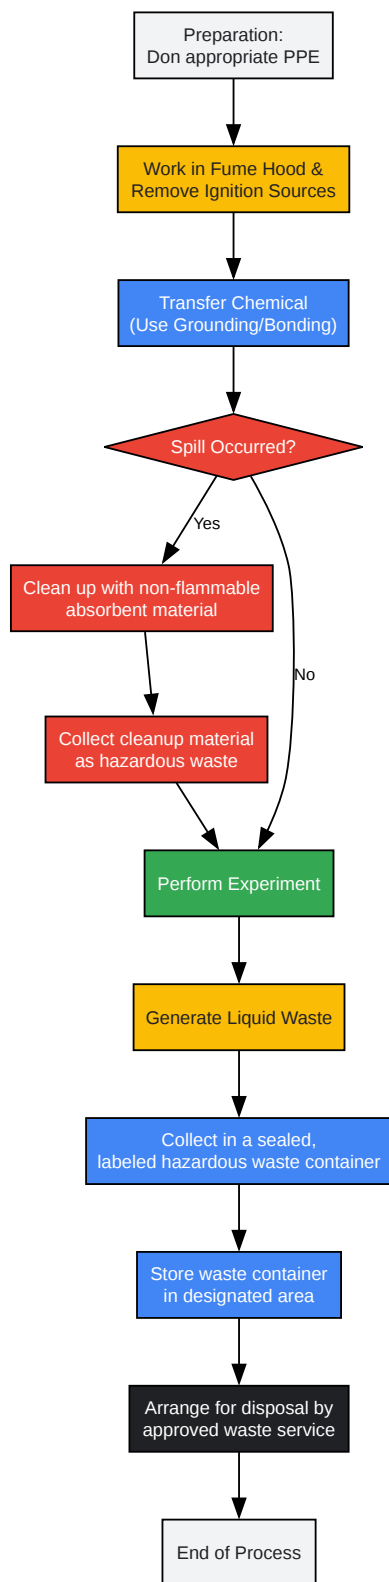 Preparation:
Don appropriate PPE
Work in Fume Hood &
Remove Ignition Sources
Transfer Chemical
(Use Grounding/Bonding)
Spill Occurred?
Yes
Clean up with non-flammable
absorbent material
No
Collect cleanup material
as hazardous waste
Perform Experiment
Generate Liquid Waste
Collect in a sealed,
labeled hazardous waste container
Store waste container
in designated area
Arrange for disposal by
approved waste service
End of Process